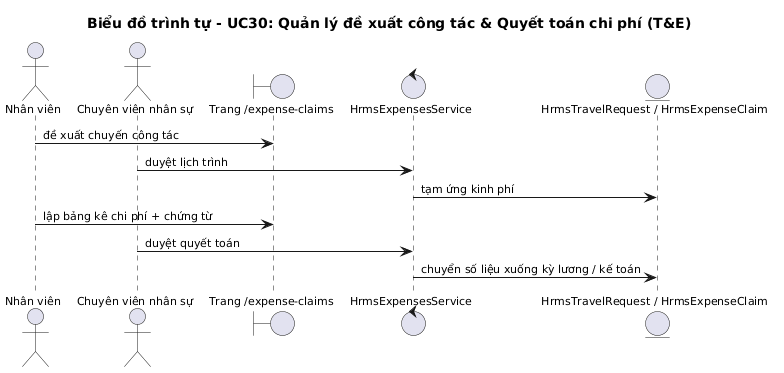 Biểu đồ trình tự - UC30: Quản lý đề xuất công tác & Quyết toán chi phí (T&E)
Nhân viên
Chuyên viên nhân sự
Trang /expense-claims
HrmsExpensesService
HrmsTravelRequest / HrmsExpenseClaim
đề xuất chuyến công tác
duyệt lịch trình
tạm ứng kinh phí
lập bảng kê chi phí + chứng từ
duyệt quyết toán
chuyển số liệu xuống kỳ lương / kế toán
Nhân viên
Chuyên viên nhân sự
Trang /expense-claims
HrmsExpensesService
HrmsTravelRequest / HrmsExpenseClaim